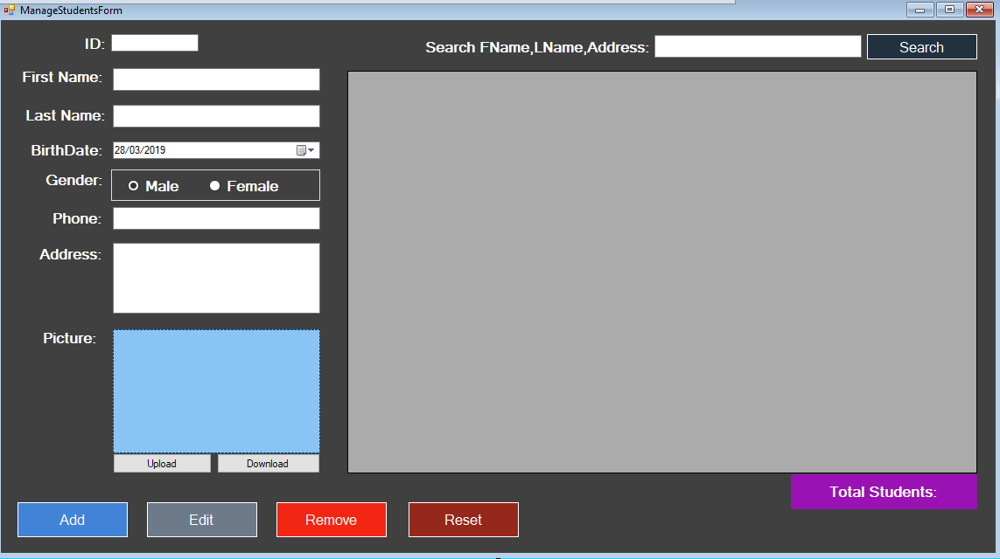 ManageStudentsForm
ID:
Search FName,LName,Address:
Search
First Name:
Last Name:
BirthDate:
28/03/2019
Gender:
Male
Female
Phone:
Address:
Picture:
Upload
Download
Total Students:
Add
Edit
Remove
Reset